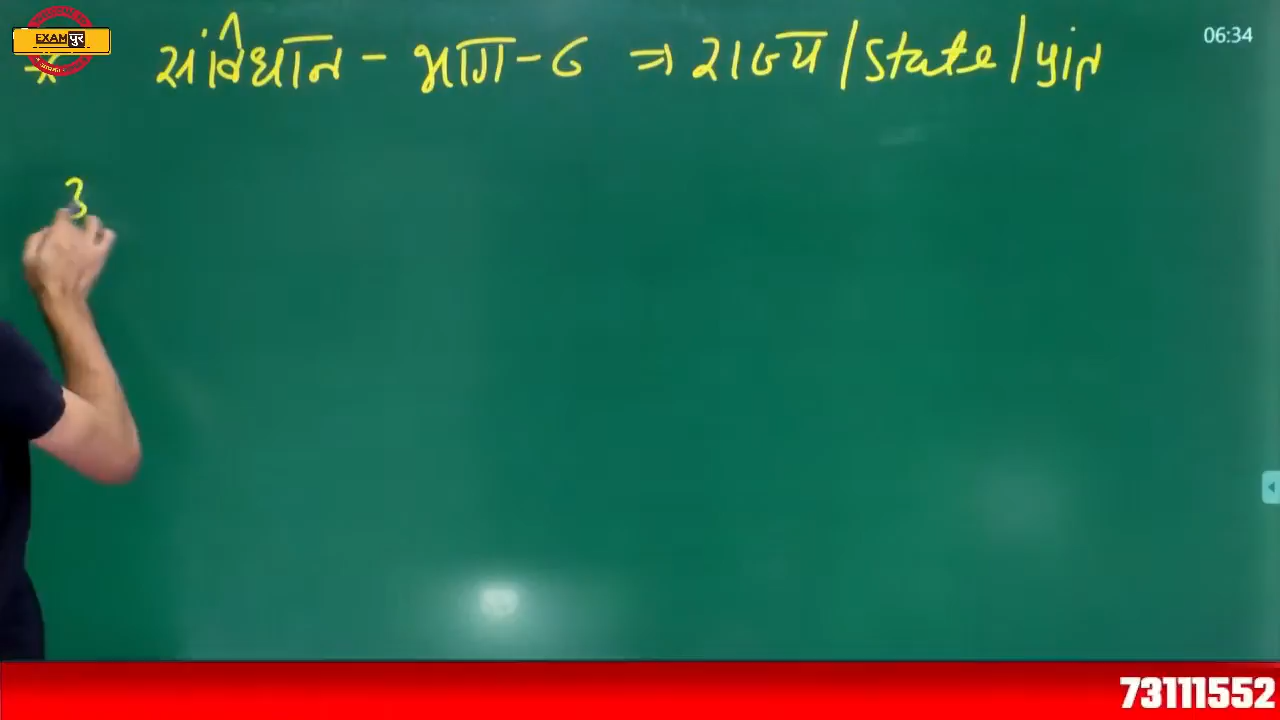 EXAMपुर
06:34
संविधान - भाग - 6 ⇒ राज्य / State / प्रांत
3
73111552